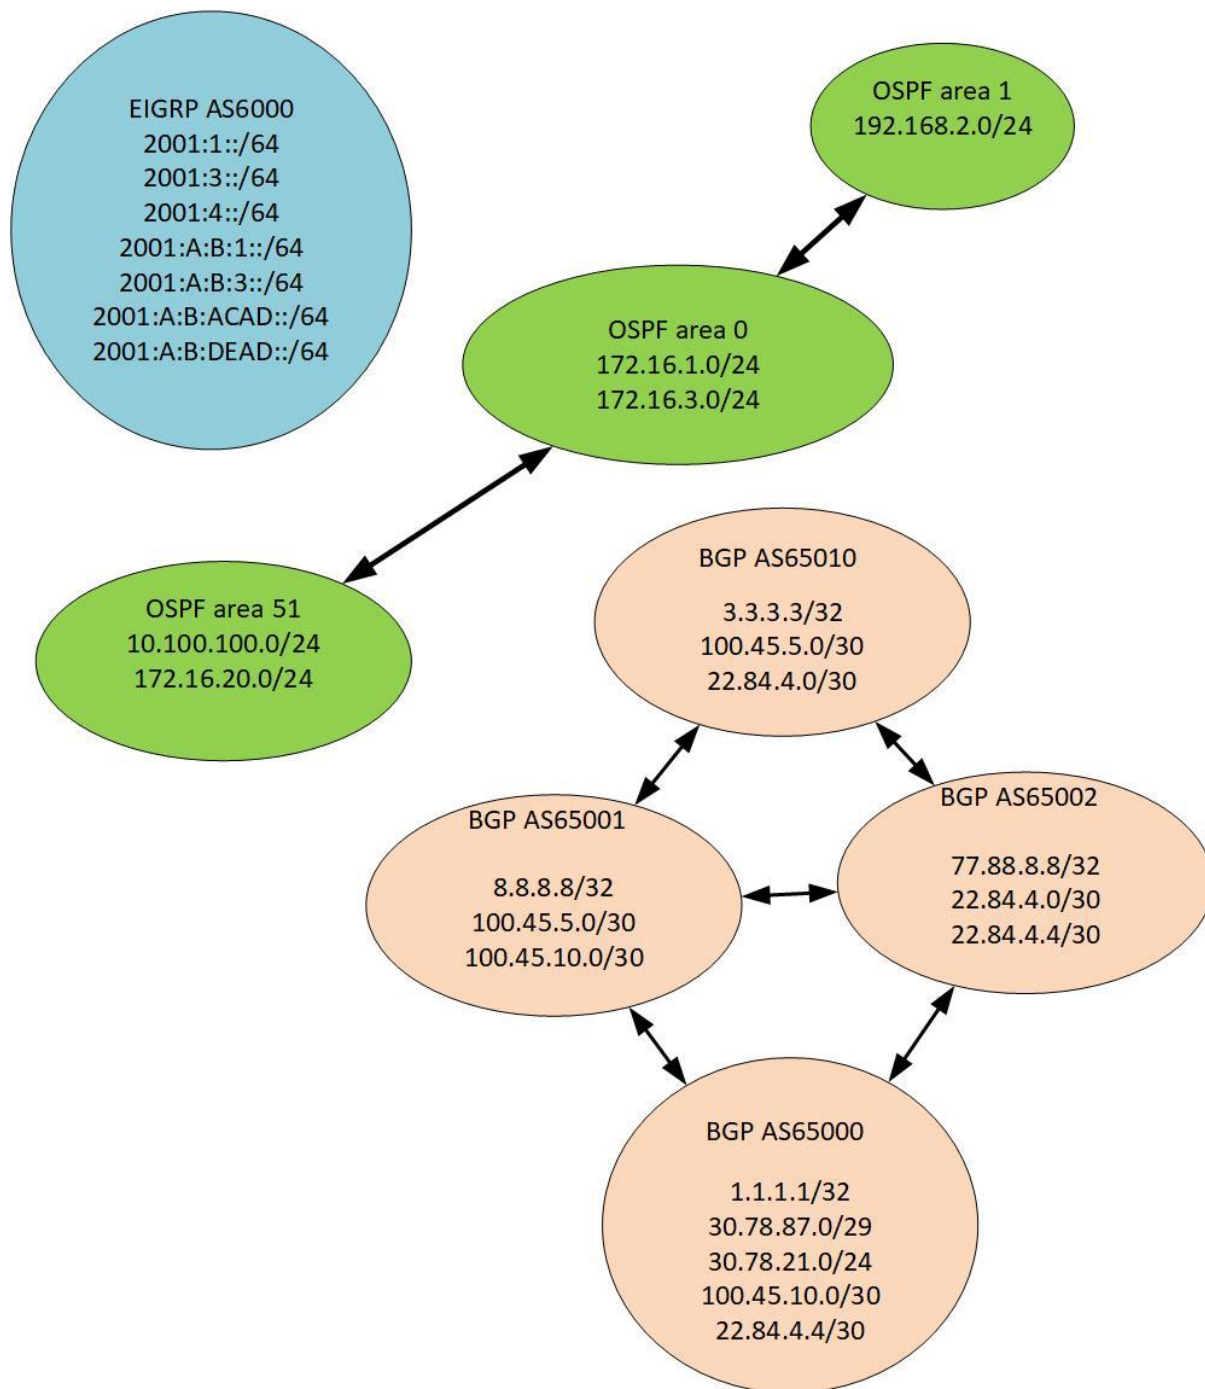 EIGRP AS6000
2001:1::/64
2001:3::/64
2001:4::/64
2001:A:B:1::/64
2001:A:B:3::/64
2001:A:B:ACAD::/64
2001:A:B:DEAD::/64
OSPF area 1
192.168.2.0/24
OSPF area 0
172.16.1.0/24
172.16.3.0/24
OSPF area 51
10.100.100.0/24
172.16.20.0/24
BGP AS65010
3.3.3.3/32
100.45.5.0/30
22.84.4.0/30
BGP AS65001
8.8.8.8/32
100.45.5.0/30
100.45.10.0/30
BGP AS65002
77.88.8.8/32
22.84.4.0/30
22.84.4.4/30
BGP AS65000
1.1.1.1/32
30.78.87.0/29
30.78.21.0/24
100.45.10.0/30
22.84.4.4/30